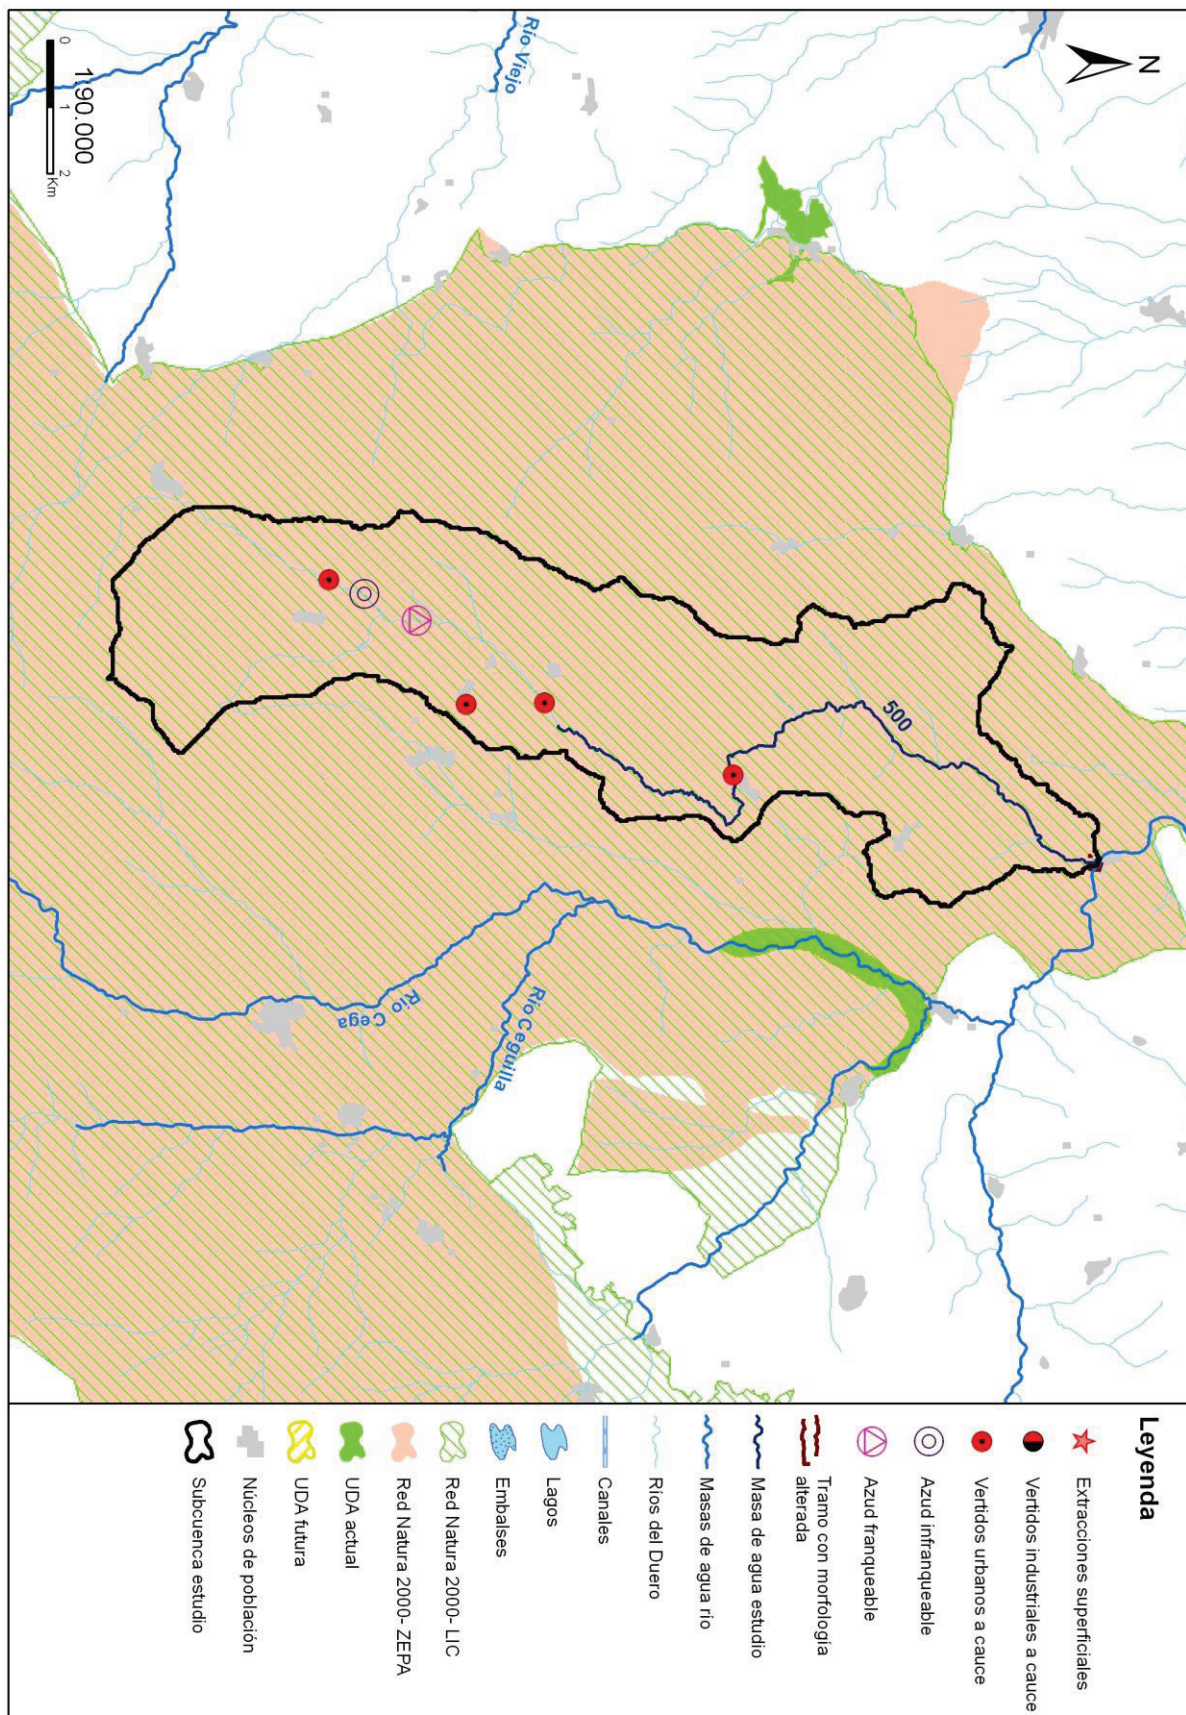 N
Río Viejo
0
1
2
Km
190.000
500
Río Cega
Río Ceguilla
Leyenda
Extracciones superficiales
Vertidos industriales a cauce
Vertidos urbanos a cauce
Azud infranqueable
Azud franqueable
Tramo con morfología
alterada
Masa de agua estudio
Masas de agua río
Ríos del Duero
Canales
Lagos
Embalses
Red Natura 2000- LIC
Red Natura 2000- ZEPA
UDA actual
UDA futura
Núcleos de población
Subcuenca estudio